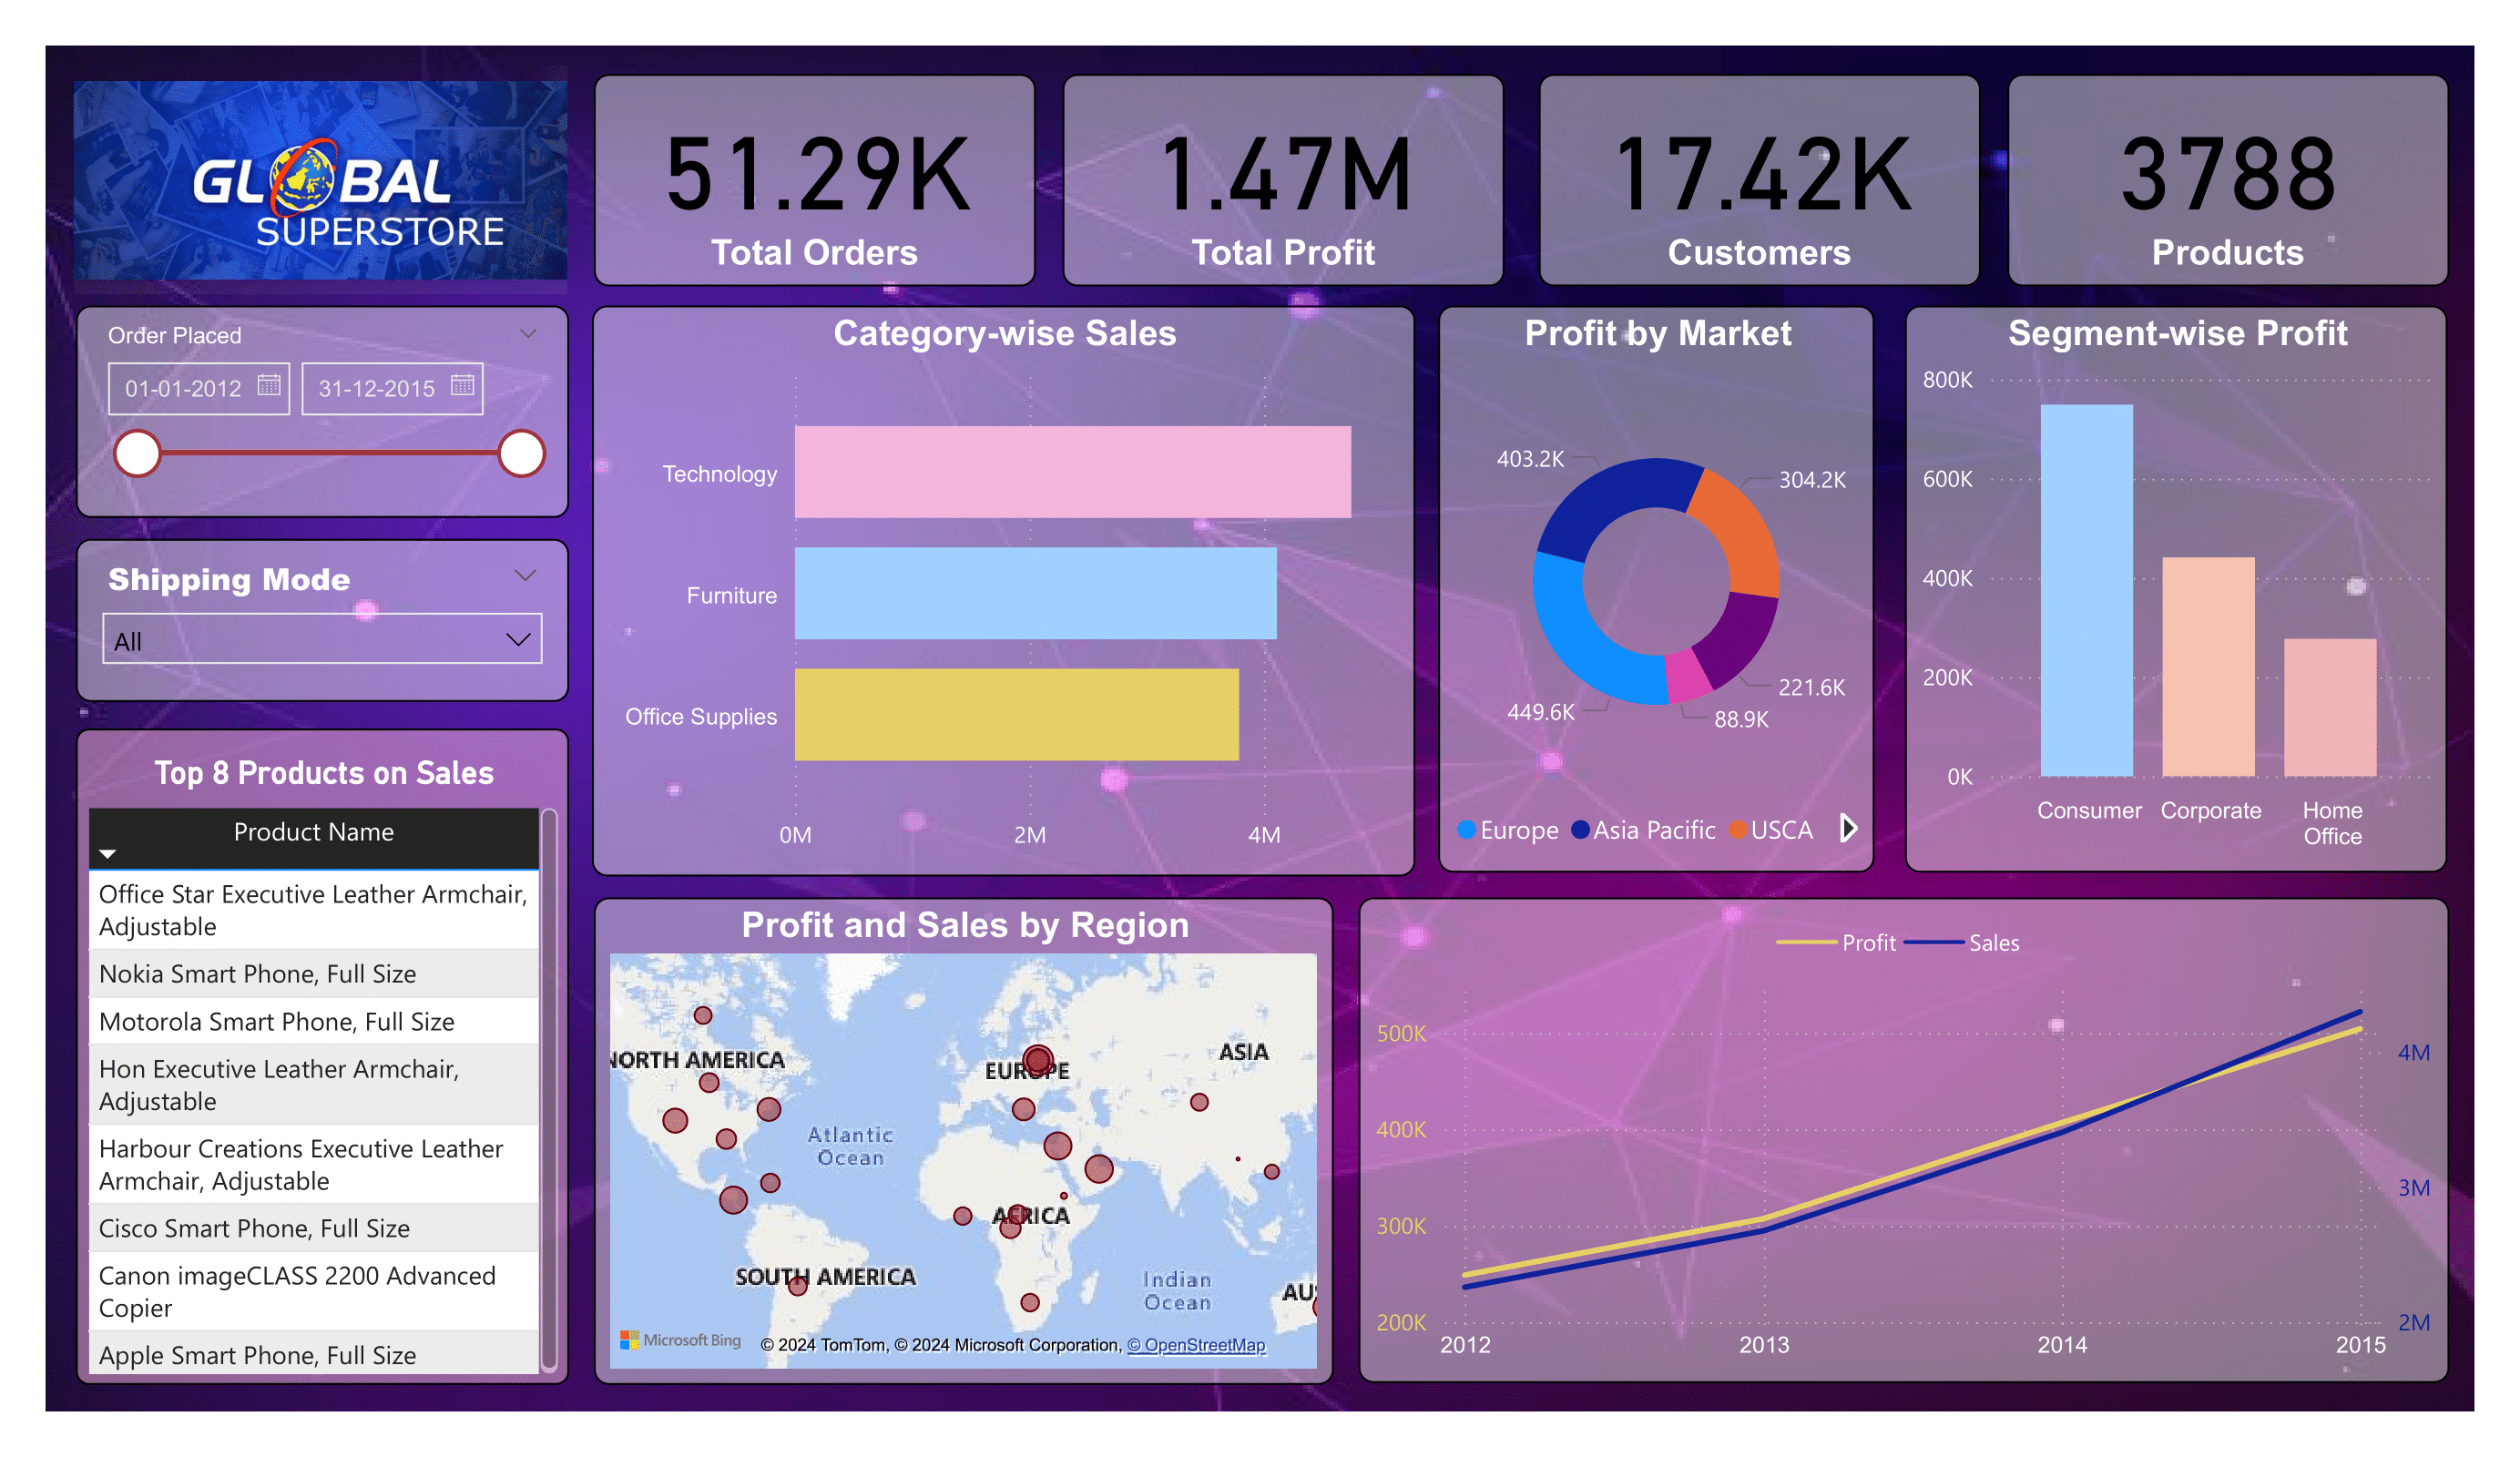 GLOBAL
SUPERSTORE
51.29K
Total Orders
1.47M
Total Profit
17.42K
Customers
3788
Products
Order Placed
01-01-2012
31-12-2015
Shipping Mode
All
Top 8 Products on Sales
Product Name
Office Star Executive Leather Armchair,
Adjustable
Nokia Smart Phone, Full Size
Motorola Smart Phone, Full Size
Hon Executive Leather Armchair,
Adjustable
Harbour Creations Executive Leather
Armchair, Adjustable
Cisco Smart Phone, Full Size
Canon imageCLASS 2200 Advanced
Copier
Apple Smart Phone, Full Size
Category-wise Sales
Technology
Furniture
Office Supplies
0M
2M
4M
Profit by Market
403.2K
304.2K
221.6K
88.9K
449.6K
Europe
Asia Pacific
USCA
Segment-wise Profit
800K
600K
400K
200K
0K
Consumer
Corporate
Home
Office
Profit and Sales by Region
NORTH AMERICA
EUROPE
ASIA
Atlantic
Ocean
AFRICA
SOUTH AMERICA
Indian
Ocean
AU
Microsoft Bing
© 2024 TomTom, © 2024 Microsoft Corporation, © OpenStreetMap
Profit
Sales
500K
400K
300K
200K
4M
3M
2M
2012
2013
2014
2015